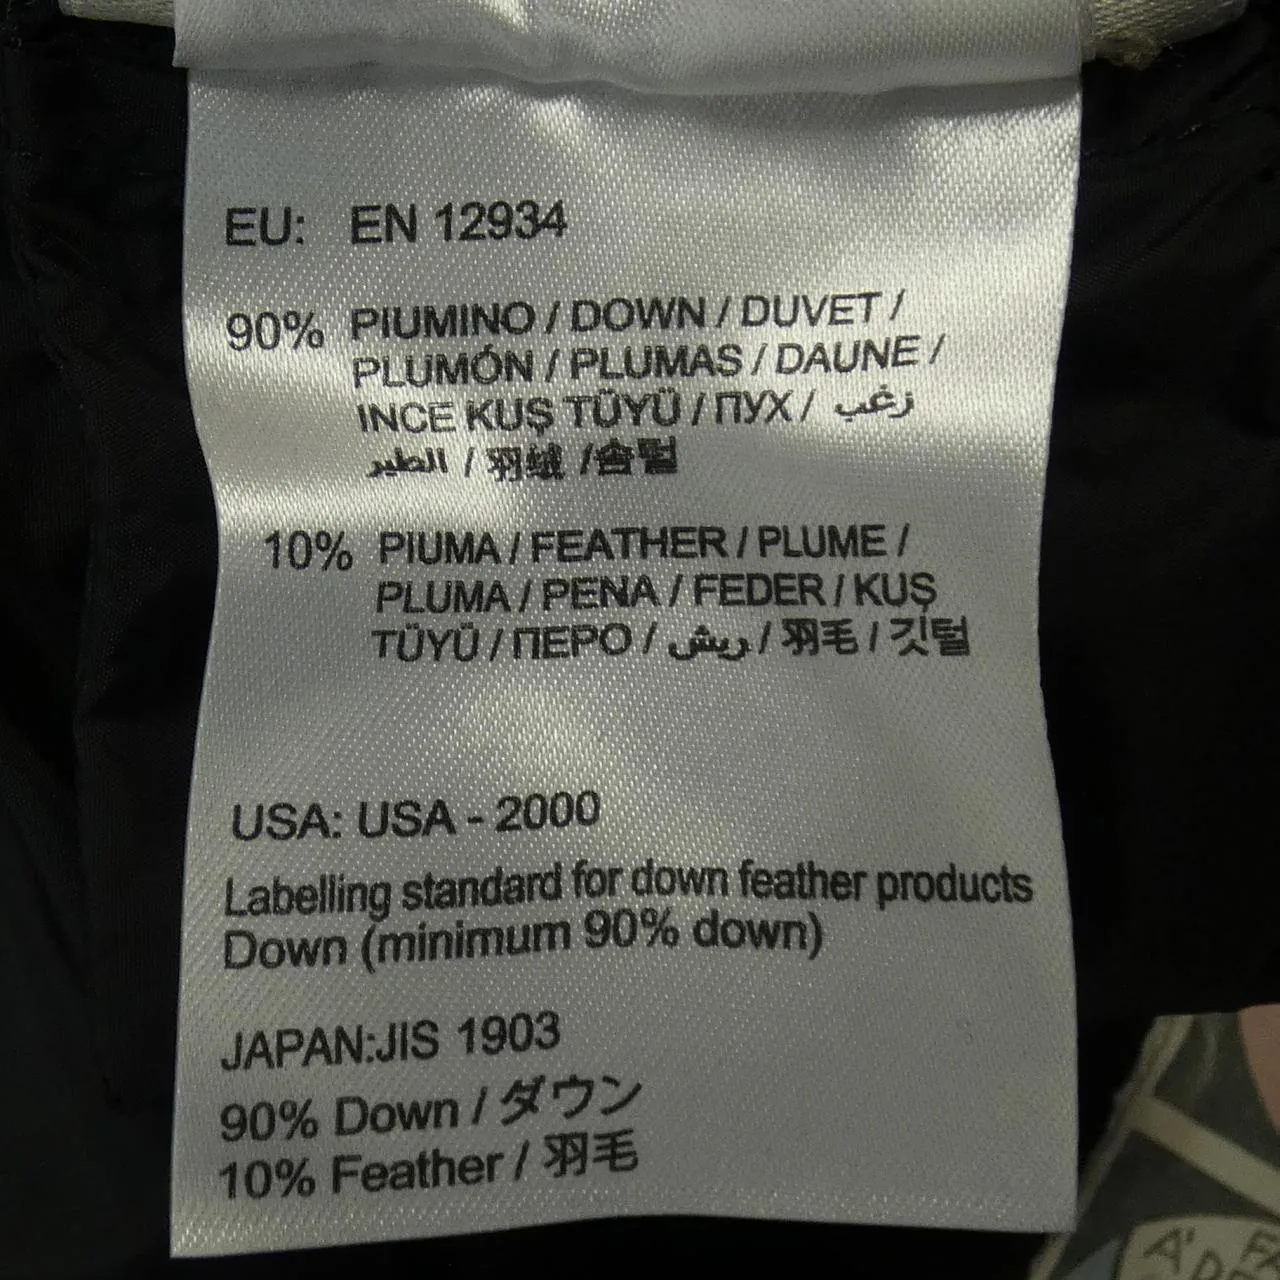 EU: EN 12934
90% PIUMINO / DOWN / DUVET /
PLUMÓN / PLUMAS / DAUNE /
INCE KUŞ TÜYÜ / ПУХ / زغب
الطير / 羽绒 / 솜털
10% PIUMA / FEATHER / PLUME /
PLUMA / PENA / FEDER / KUŞ
TÜYÜ / ПЕРО / ريش / 羽毛 / 깃털
USA: USA - 2000
Labelling standard for down feather products
Down (minimum 90% down)
JAPAN:JIS 1903
90% Down / ダウン
10% Feather / 羽毛